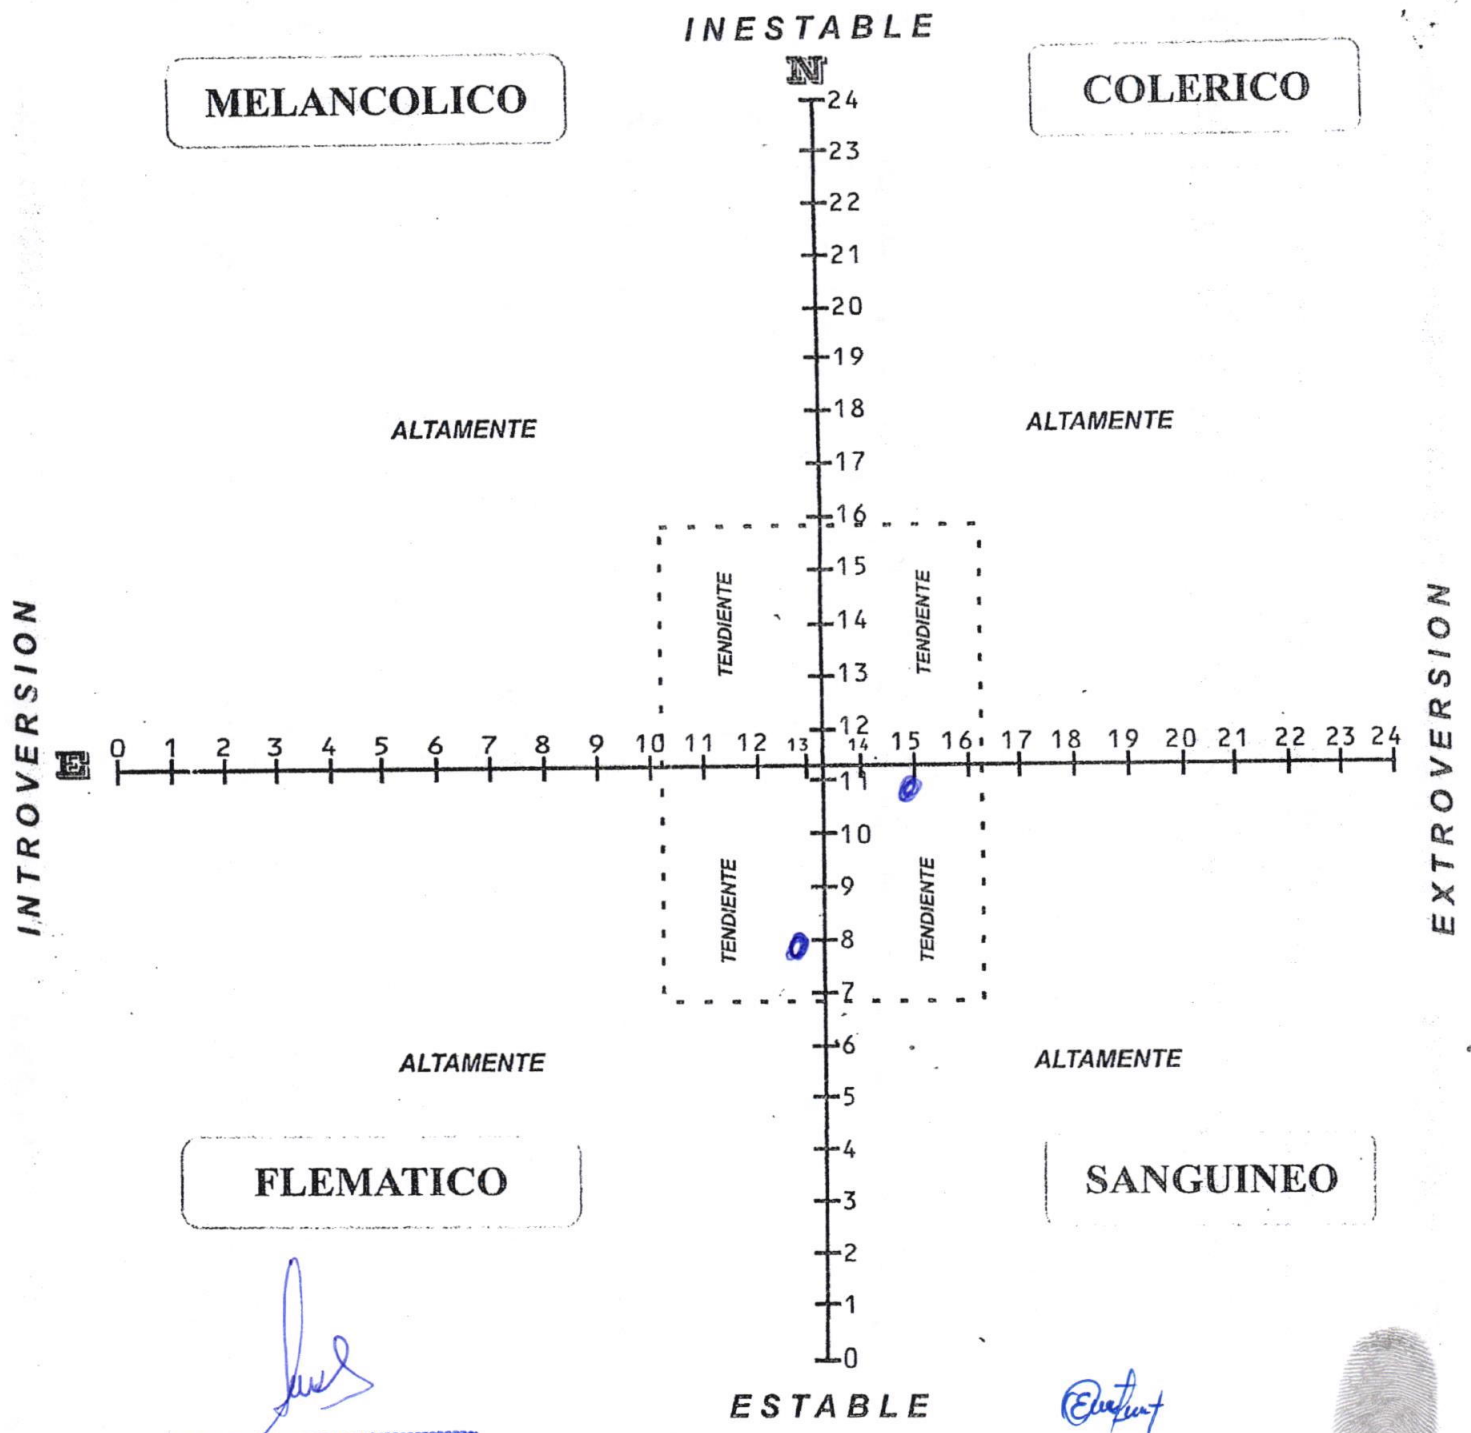 INESTABLE
N
MELANCOLICO
COLERICO
24
23
22
21
20
19
18
17
16
15
14
13
12
11
10
9
8
7
6
5
4
3
2
1
0
ALTAMENTE
ALTAMENTE
TENDIENTE
TENDIENTE
INTROVERSION
EXTROVERSION
E
0 1 2 3 4 5 6 7 8 9 10 11 12 13 14 15 16 17 18 19 20 21 22 23 24
TENDIENTE
TENDIENTE
ALTAMENTE
ALTAMENTE
FLEMATICO
SANGUINEO
ESTABLE